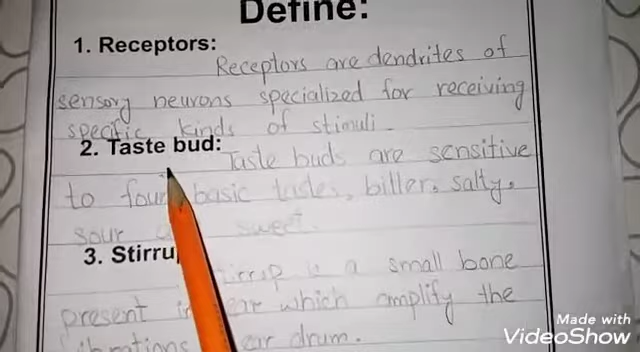 Define:
1. Receptors:
Receptors are dendrites of
sensory neurons specialized for receiving
specific kinds of stimuli.
2. Taste bud:
Taste buds are sensitive
to four basic tastes, bitter, salty,
sour sweet.
3. Stirru
is a small bone
present in ear which amplify the
vibrations ear drum.
Made with
VideoShow